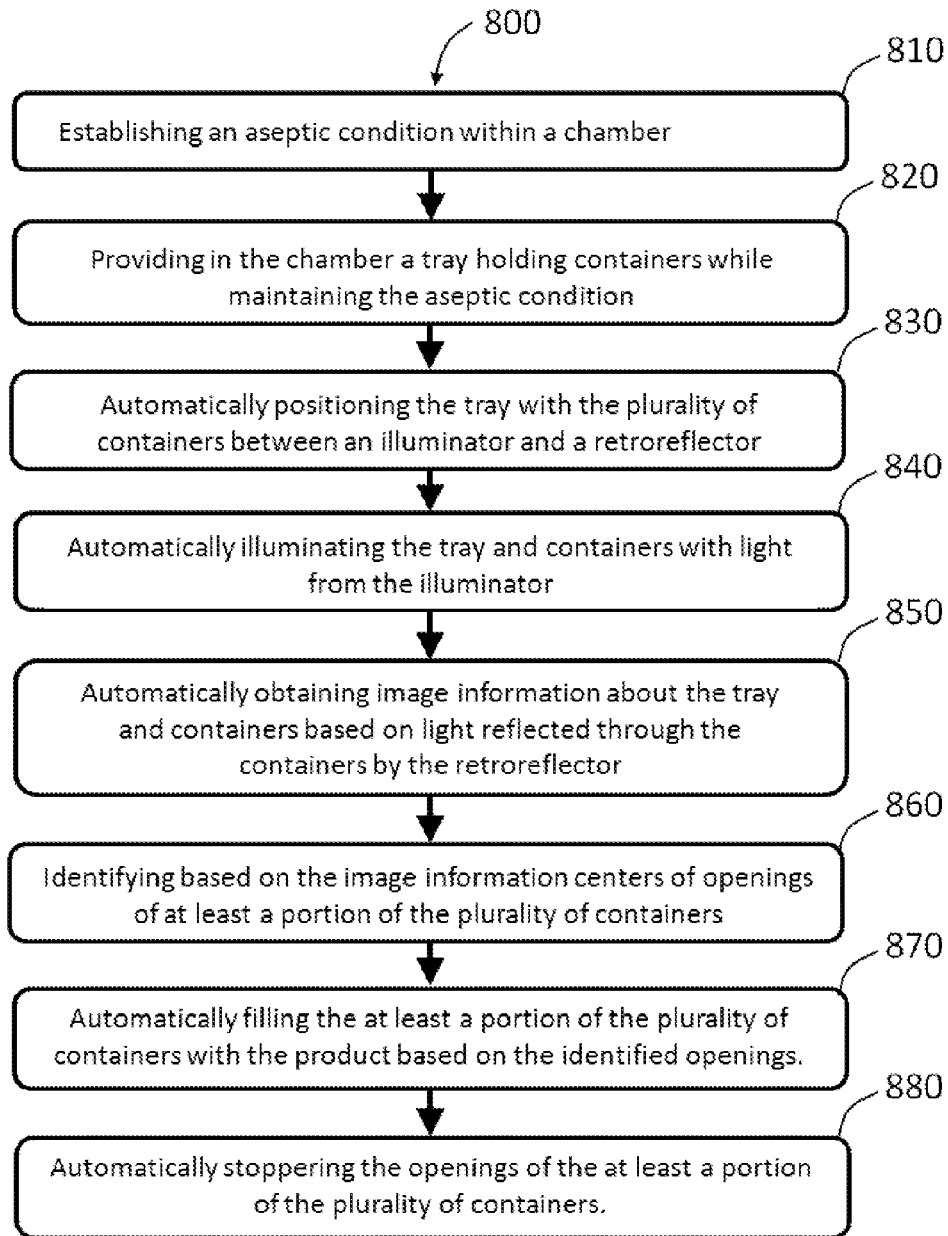 800
810
Establishing an aseptic condition within a chamber
820
Providing in the chamber a tray holding containers while
maintaining the aseptic condition
830
Automatically positioning the tray with the plurality of
containers between an illuminator and a retroreflector
840
Automatically illuminating the tray and containers with light
from the illuminator
850
Automatically obtaining image information about the tray
and containers based on light reflected through the
containers by the retroreflector
860
Identifying based on the image information centers of openings
of at least a portion of the plurality of containers
870
Automatically filling the at least a portion of the plurality of
containers with the product based on the identified openings.
880
Automatically stoppering the openings of the at least a portion
of the plurality of containers.